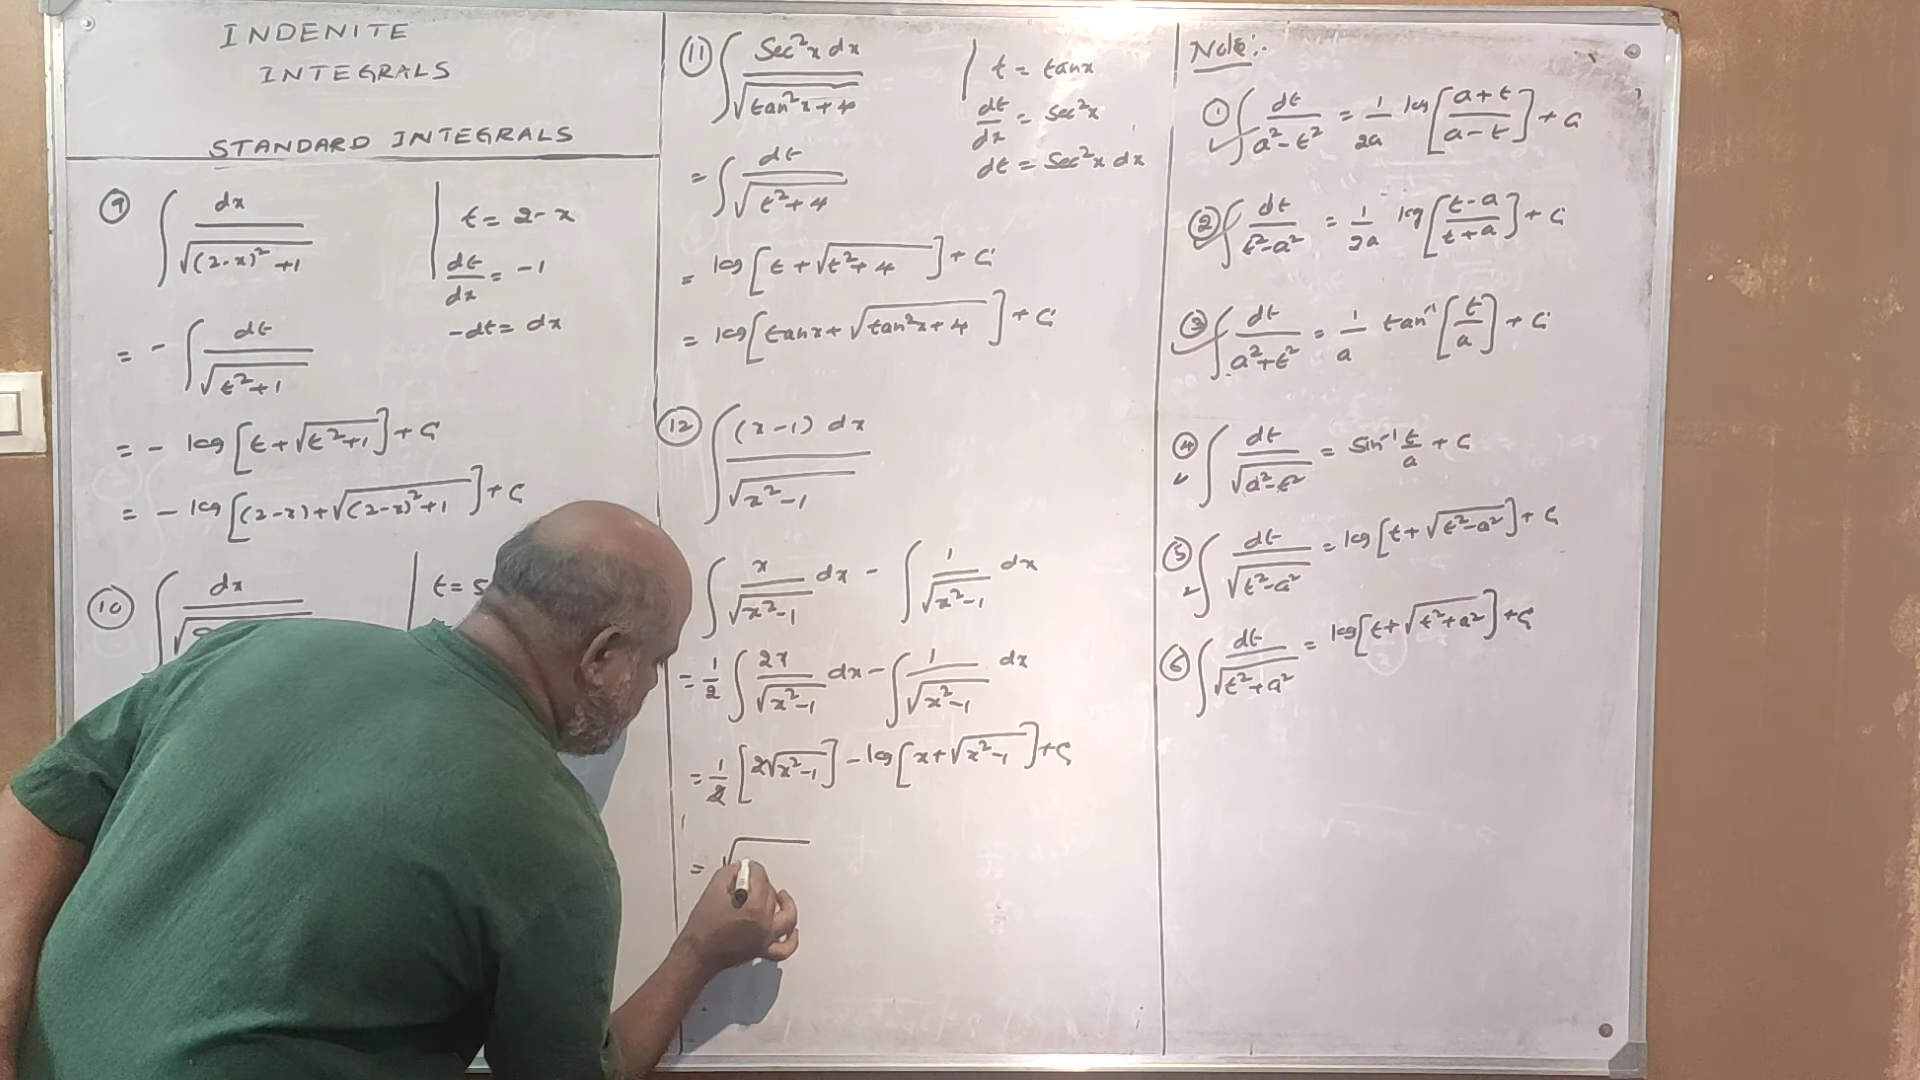 INDENITE
INTEGRALS
STANDARD INTEGRALS
⑨ ∫ dx / √((2-x)² + 1) | t = 2-x
dt/dx = -1
-dt = dx
= - ∫ dt / √(t²+1)
= - log [t + √(t²+1)] + C
= - log [(2-x) + √((2-x)²+1)] + C
⑩ ∫ dx / √ | t = 5
⑪ ∫ Sec²x dx / √(tan²x + 4) | t = tanx
dt/dx = Sec²x
dt = Sec²x dx
= ∫ dt / √(t²+4)
= log [t + √(t²+4)] + C
= log [tanx + √(tan²x+4)] + C
⑫ ∫ (x-1) dx / √(x²-1)
∫ x/√(x²-1) dx - ∫ 1/√(x²-1) dx
= 1/2 ∫ 2x/√(x²-1) dx - ∫ 1/√(x²-1) dx
= 1/2 [2√(x²-1)] - log [x + √(x²-1)] + C
= √
Note:-
① ∫ dt / (a²-t²) = 1/2a log [(a+t)/(a-t)] + C
② ∫ dt / (t²-a²) = 1/2a log [(t-a)/(t+a)] + C
③ ∫ dt / (a²+t²) = 1/a tan⁻¹ [t/a] + C
④ ∫ dt / √(a²-t²) = Sin⁻¹ t/a + C
⑤ ∫ dt / √(t²-a²) = log [t + √(t²-a²)] + C
⑥ ∫ dt / √(t²+a²) = log [t + √(t²+a²)] + C